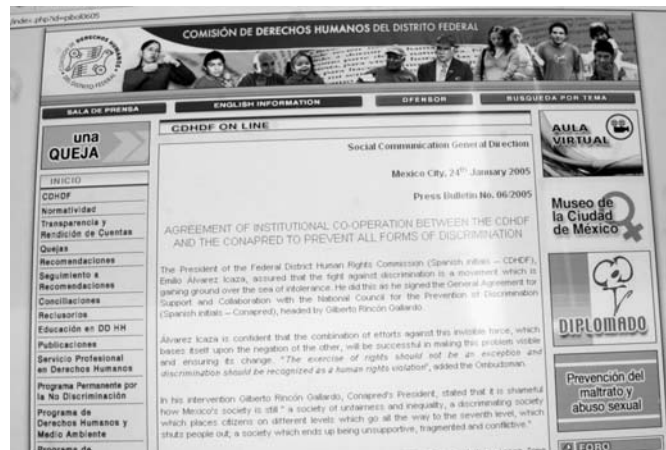 /index.php?id=pibol0605
COMISIÓN DE DERECHOS HUMANOS DEL DISTRITO FEDERAL
SALA DE PRENSA
ENGLISH INFORMATION
DFENSOR
BUSQUEDA POR TEMA
una
QUEJA
INICIO
CDHDF
Normatividad
Transparencia y
Rendición de Cuentas
Quejas
Recomendaciones
Seguimiento a
Recomendaciones
Conciliaciones
Reclusorios
Educación en DD HH
Publicaciones
Servicio Profesional
en Derechos Humanos
Programa Permanente por
la No Discriminación
Programa de
Derechos Humanos y
Medio Ambiente
Programa de
CDHDF ON LINE
Social Communication General Direction
Mexico City, 24th January 2005
Press Bulletin No. 06/2005
AGREEMENT OF INSTITUTIONAL CO-OPERATION BETWEEN THE CDHDF
AND THE CONAPRED TO PREVENT ALL FORMS OF DISCRIMINATION
The President of the Federal District Human Rights Commission (Spanish initials – CDHDF),
Emilio Álvarez Icaza, assured that the fight against discrimination is a movement which is
gaining ground over the sea of intolerance. He did this as he signed the General Agreement for
Support and Collaboration with the National Council for the Prevention of Discrimination
(Spanish initials – Conapred), headed by Gilberto Rincón Gallardo.
Álvarez Icaza is confident that the combination of efforts against this invisible force, which
bases itself upon the negation of the other, will be successful in making this problem visible
and ensuring its change. "The exercise of rights should not be an exception and
discrimination should be recognized as a human rights violation", added the Ombudsman.
In his intervention Gilberto Rincón Gallardo, Conapred's President, stated that it is shameful
how Mexico's society is still " a society of unfairness and inequality, a discriminating society
which places citizens on different levels which go all the way to the seventh level, which
shuts people out; a society which ends up being unsupportive, fragmented and conflictive."
AULA
VIRTUAL
Museo de
la Ciudad
de México
DIPLOMADO
Prevención del
maltrato y
abuso sexual
FORO